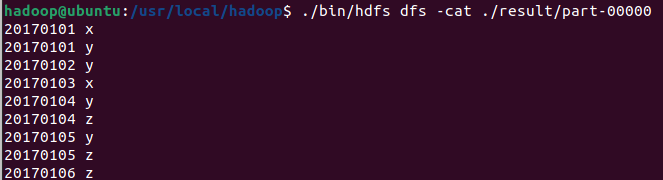 hadoop@ubuntu:/usr/local/hadoop$ ./bin/hdfs dfs -cat ./result/part-00000
20170101 x
20170101 y
20170102 y
20170103 x
20170104 y
20170104 z
20170105 y
20170105 z
20170106 z